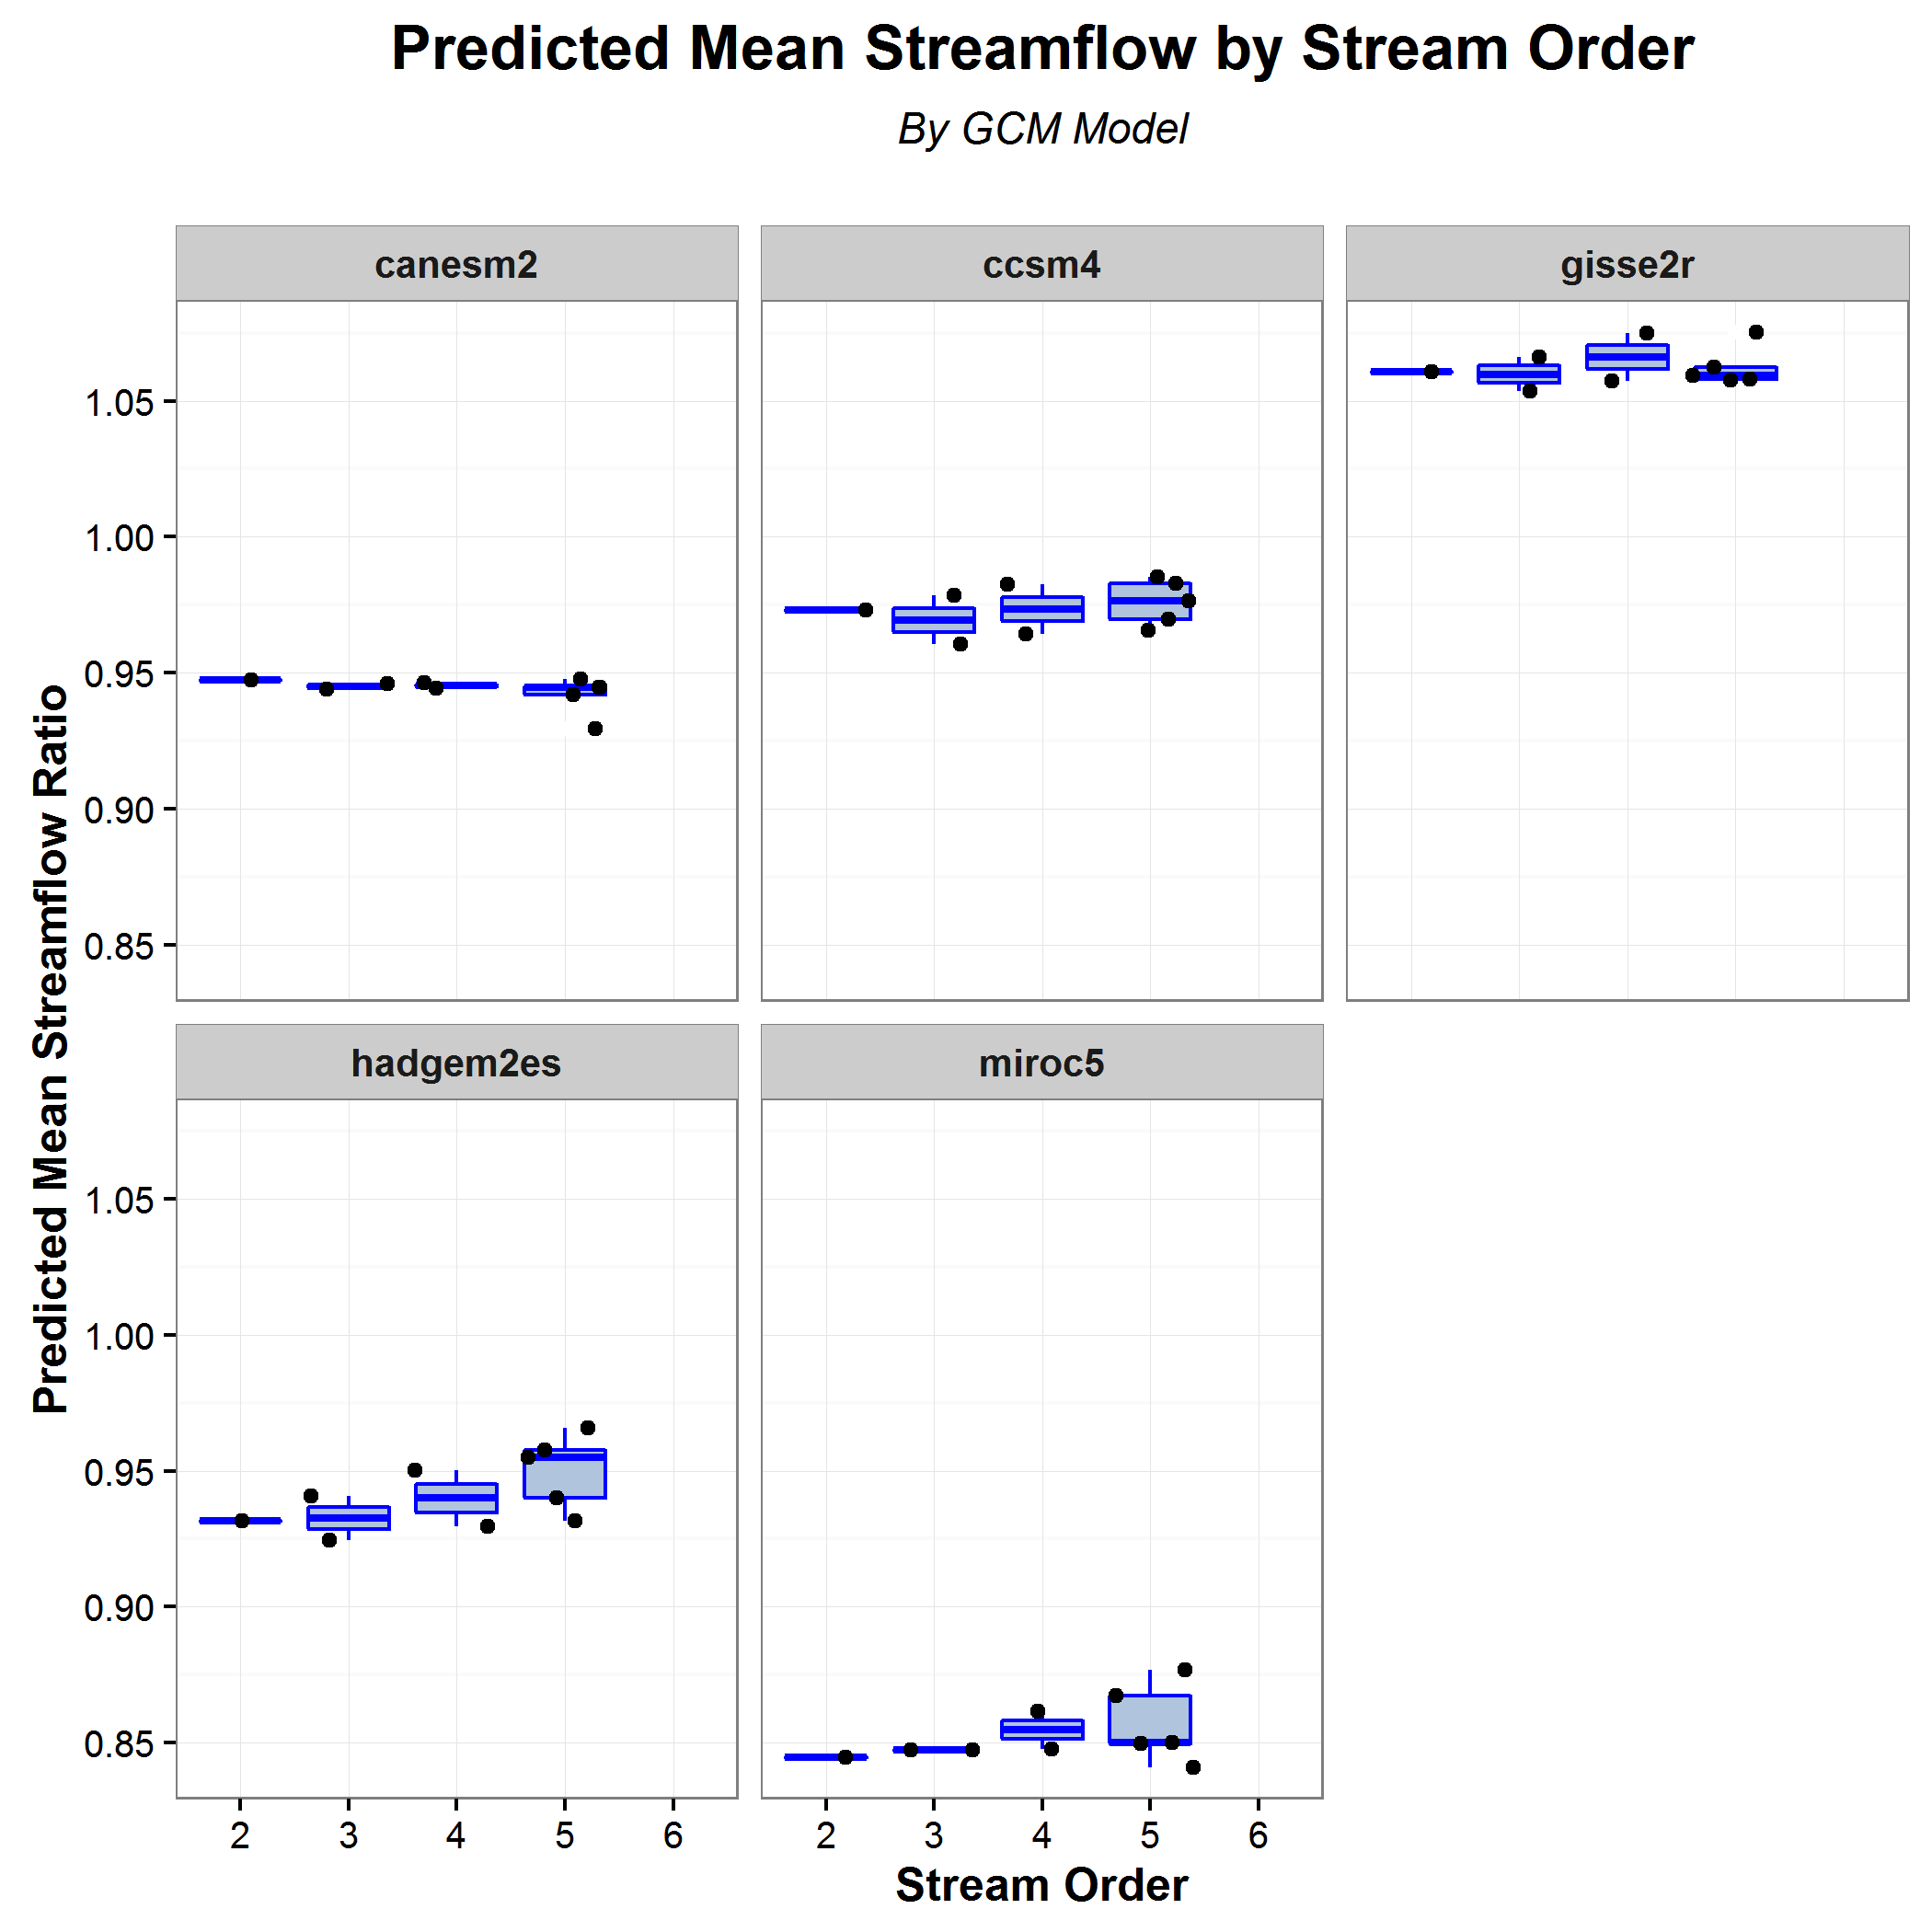 Predicted Mean Streamflow by Stream Order
By GCM Model
canesm2
ccsm4
gisse2r
1.05
1.00
0.95
0.90
0.85
hadgem2es
miroc5
1.05
1.00
0.95
0.90
0.85
2 3 4 5 6
2 3 4 5 6
Stream Order
Predicted Mean Streamflow Ratio